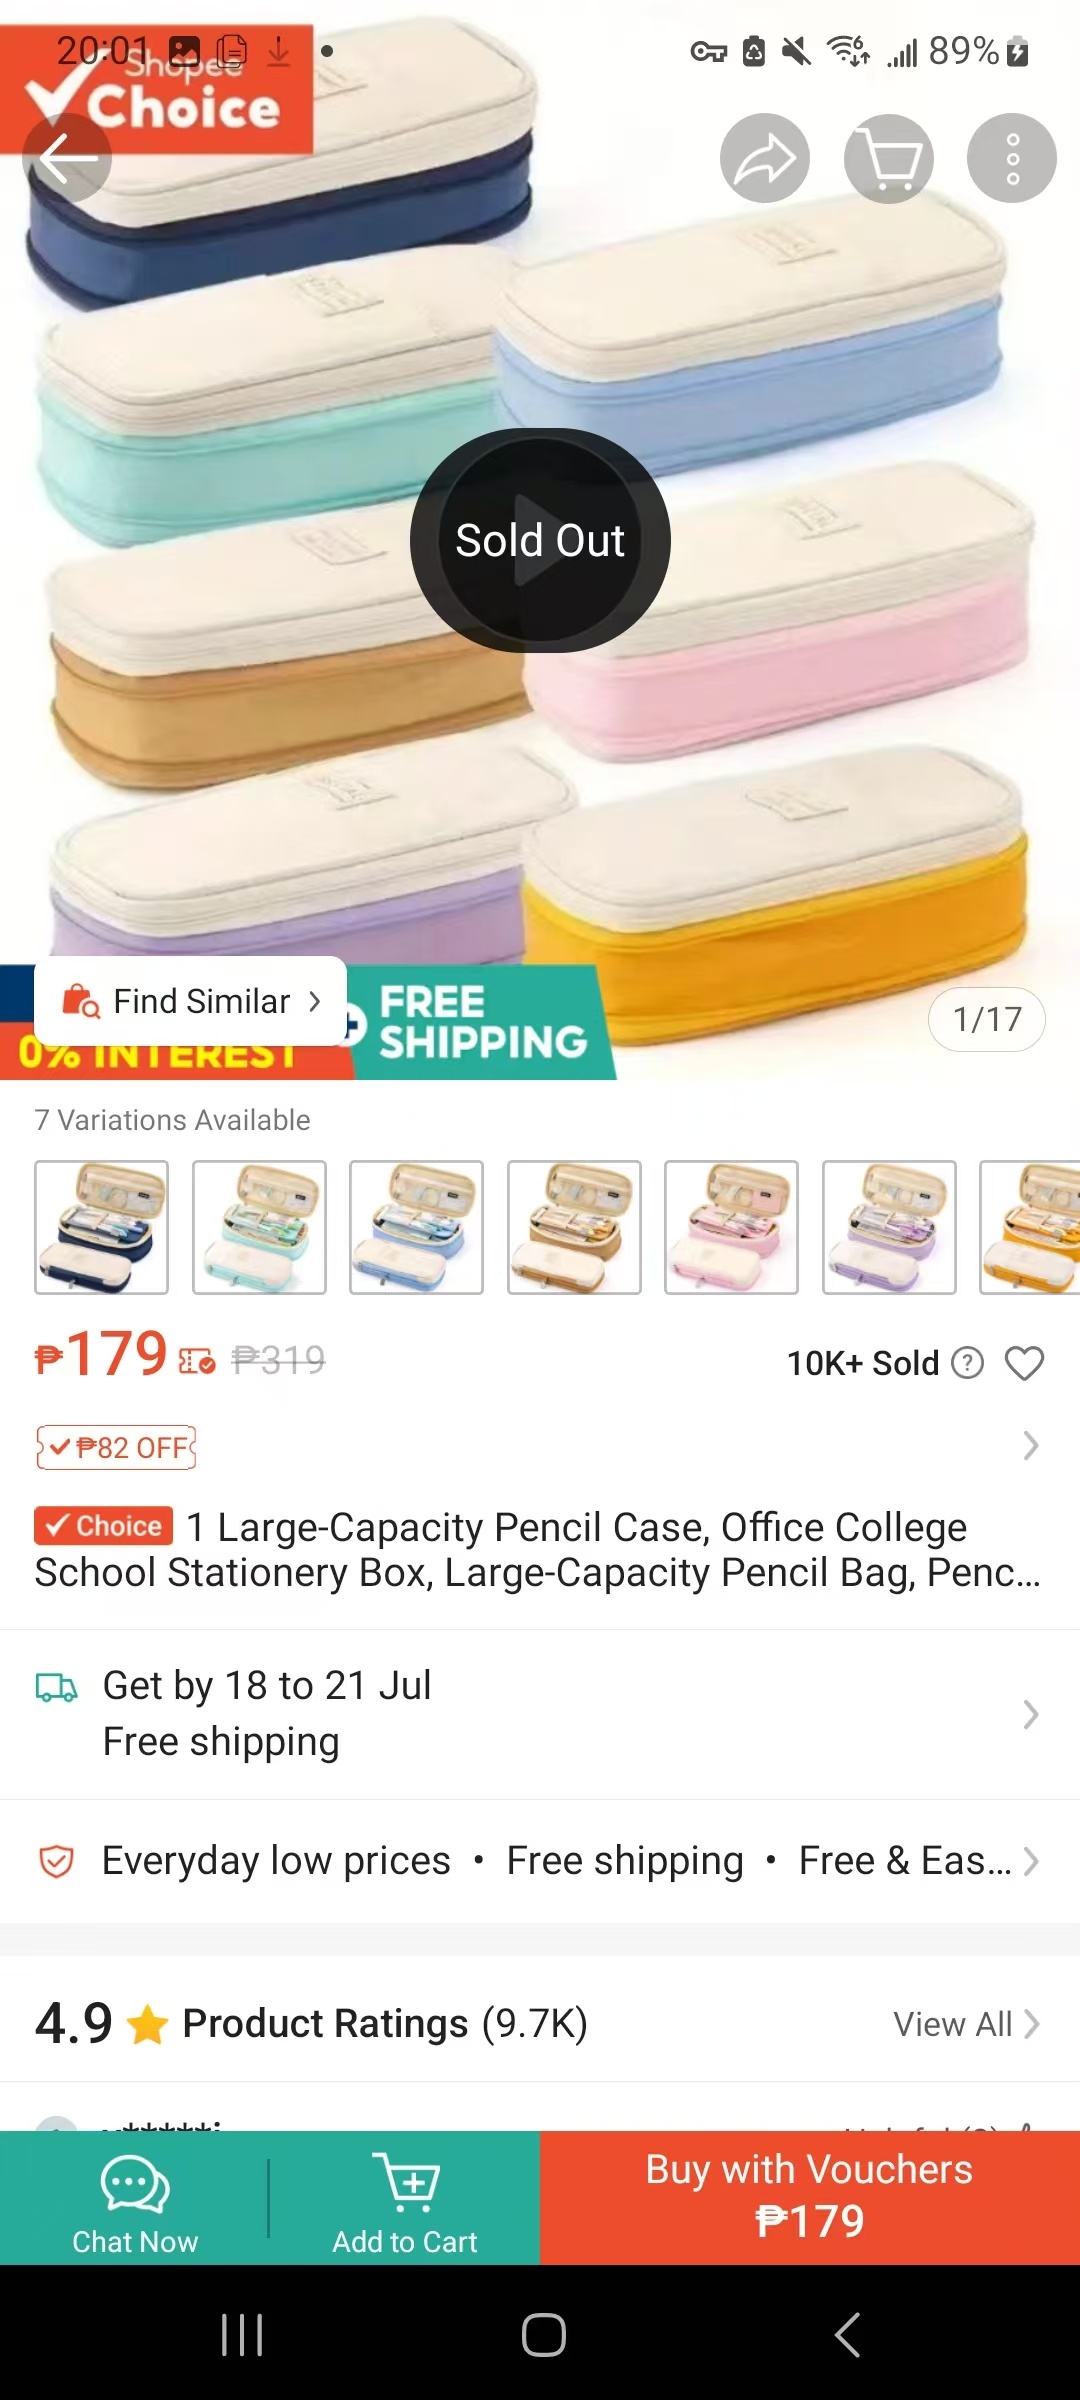 20:01
89%
Shopee
Choice
Sold Out
Find Similar
FREE
SHIPPING
0% INTEREST
1/17
7 Variations Available
₱179 ₱319
10K+ Sold
₱82 OFF
Choice 1 Large-Capacity Pencil Case, Office College
School Stationery Box, Large-Capacity Pencil Bag, Penc...
Get by 18 to 21 Jul
Free shipping
Everyday low prices • Free shipping • Free & Eas...
4.9 Product Ratings (9.7K)
View All
Chat Now
Add to Cart
Buy with Vouchers
₱179